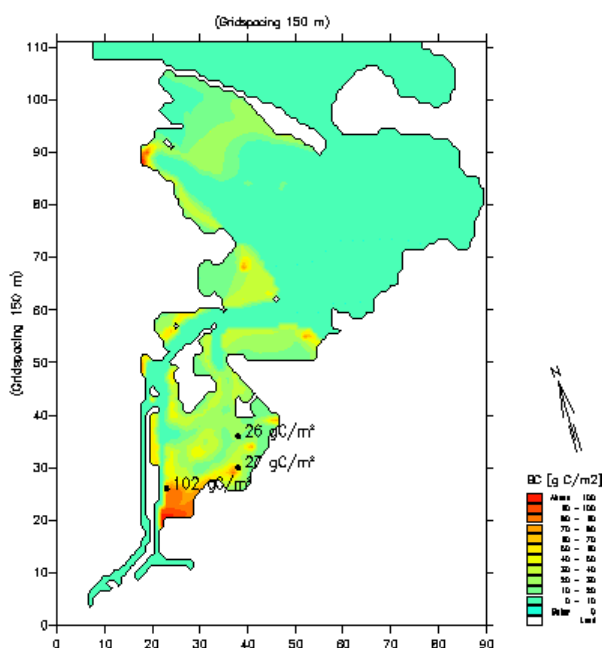 (Gridspacing 150 m)
110
100
90
80
70
60
50
40
30
20
10
0
(Gridspacing 150 m)
26 gC/m²
27 gC/m²
102 gC/m²
0 10 20 30 40 50 60 70 80 90
N
BC [g C/m2]
Above 100
90 - 100
80 - 90
70 - 80
60 - 70
50 - 60
40 - 50
30 - 40
20 - 30
10 - 20
0 - 10
Below 0
Land